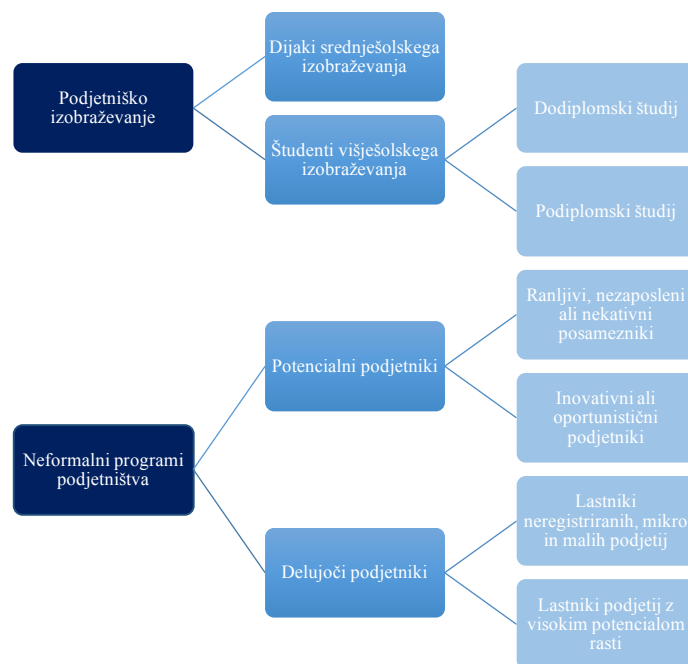 Podjetniško
izobraževanje
Dijaki srednješolskega
izobraževanja
Študenti višješolskega
izobraževanja
Dodiplomski študij
Podiplomski študij
Neformalni programi
podjetništva
Potencialni podjetniki
Ranljivi, nezaposleni
ali nekativni
posamezniki
Inovativni ali
oportunistični
podjetniki
Delujoči podjetniki
Lastniki
neregistriranih, mikro
in malih podjetij
Lastniki podjetij z
visokim potencialom
rasti